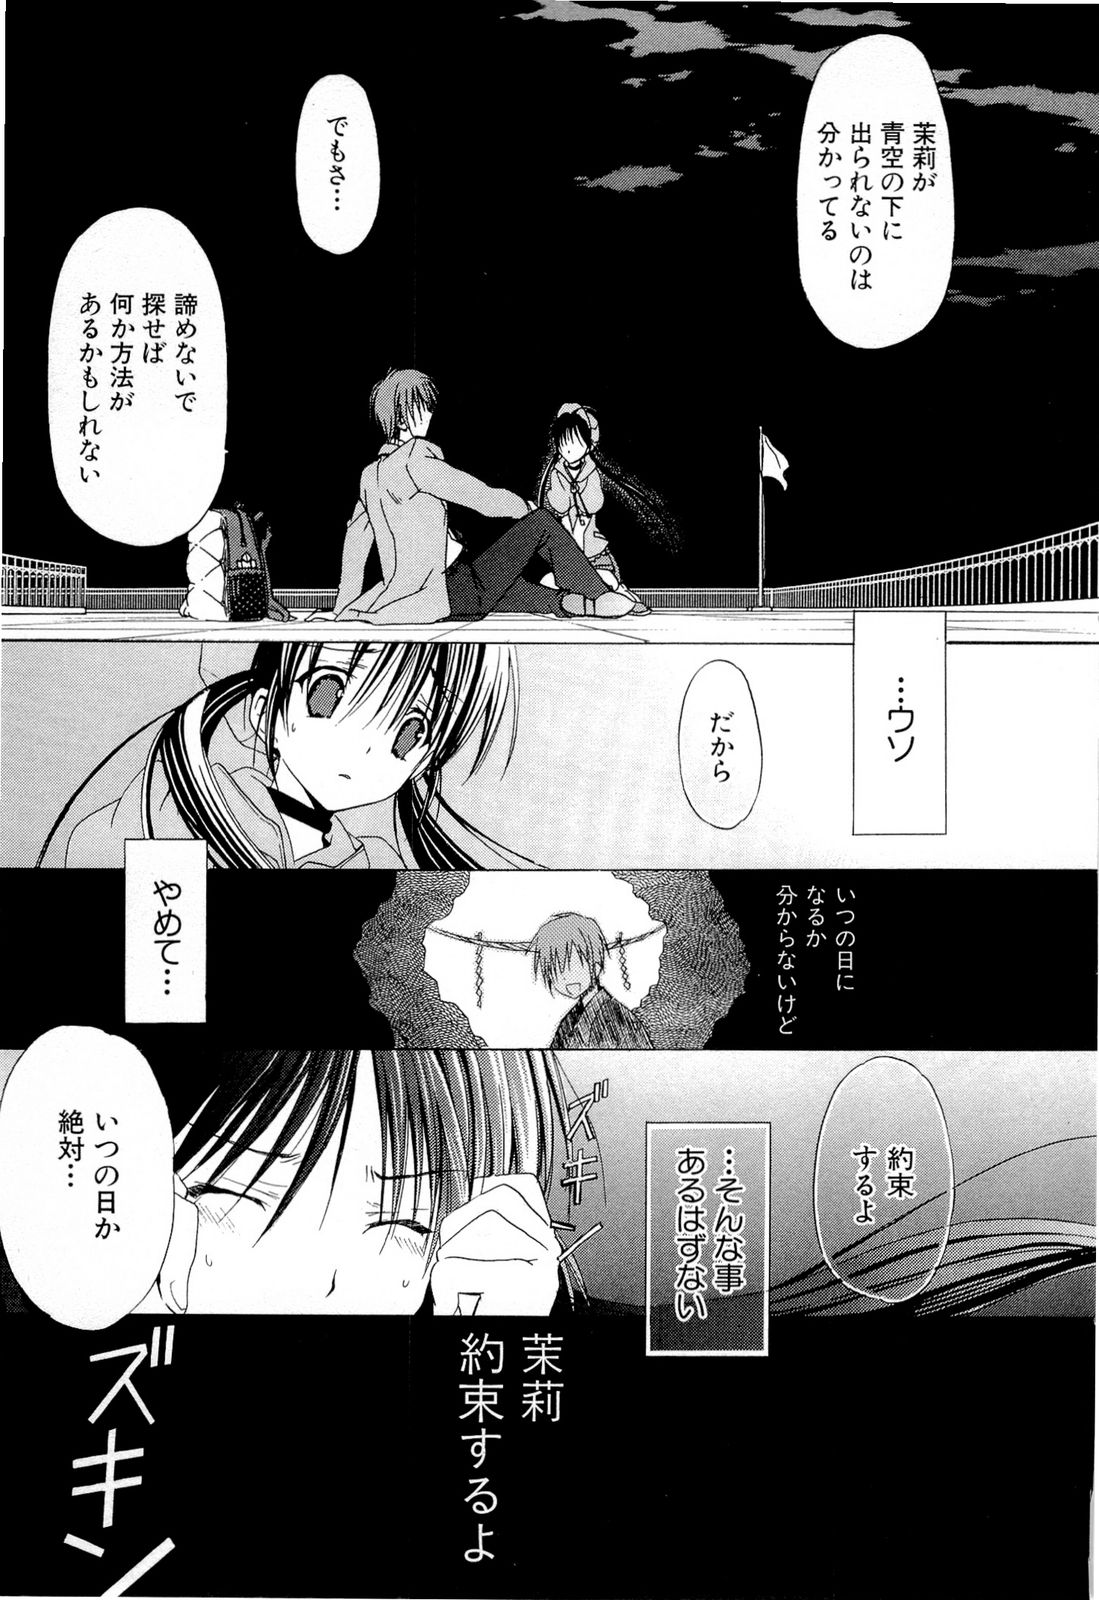 茉莉が
青空の下に
出られないのは
分かってる
でもさ…
諦めないで
探せば
何か方法が
あるかもしれない
…ウソ
だから
やめて…
いつの日に
なるか
分からないけど
約束
するよ
…そんな事
あるはずない
ズキン
いつの日か
絶対…
茉莉
約束するよ
ズキン